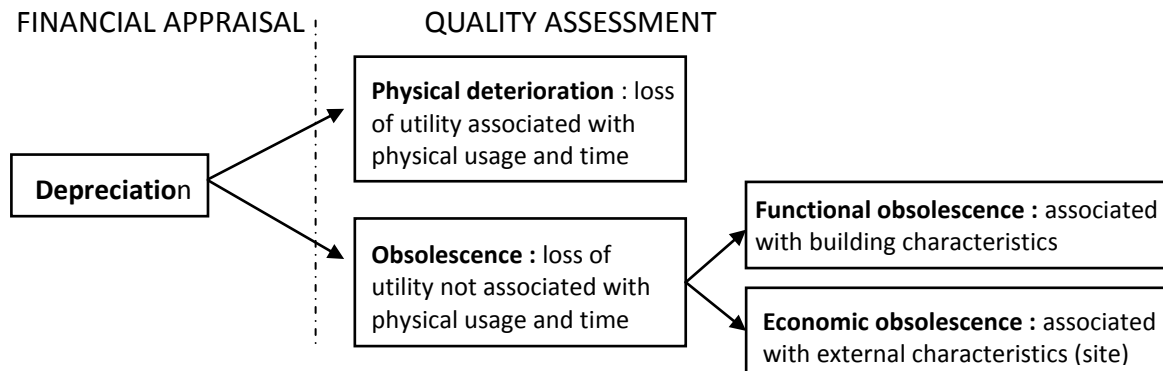 FINANCIAL APPRAISAL
QUALITY ASSESSMENT
Depreciation
Physical deterioration : loss
of utility associated with
physical usage and time
Obsolescence : loss of
utility not associated with
physical usage and time
Functional obsolescence : associated
with building characteristics
Economic obsolescence : associated
with external characteristics (site)